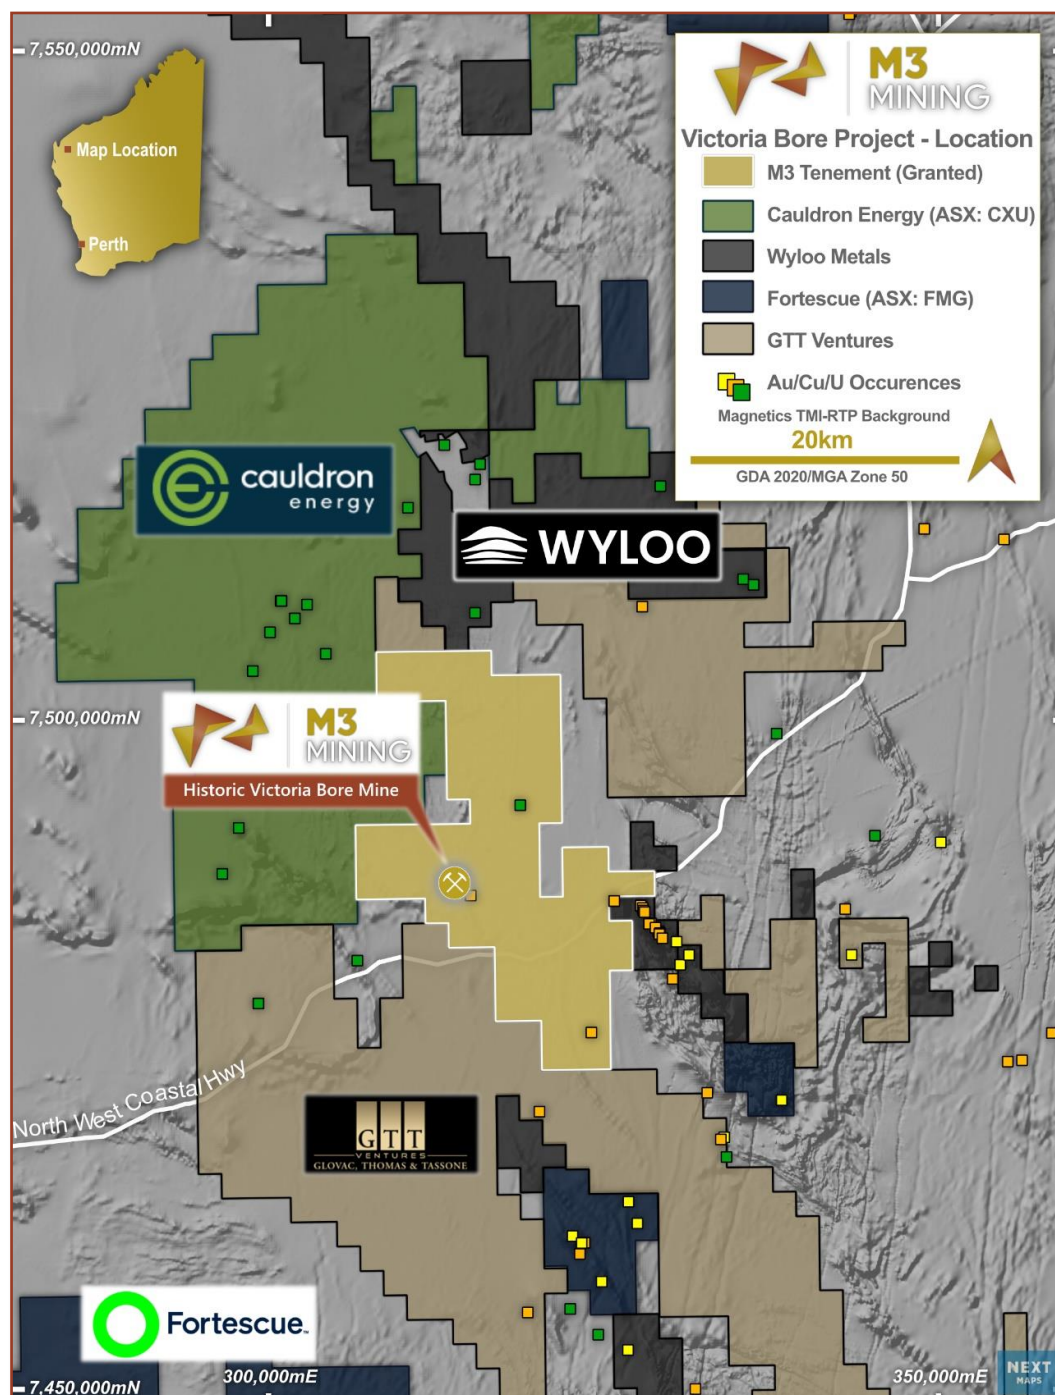 7,550,000mN
Map Location
Perth
M3
MINING
Victoria Bore Project - Location
M3 Tenement (Granted)
Cauldron Energy (ASX: CXU)
Wyloo Metals
Fortescue (ASX: FMG)
GTT Ventures
Au/Cu/U Occurences
Magnetics TMI-RTP Background
20km
GDA 2020/MGA Zone 50
cauldron
energy
WYLOO
7,500,000mN
M3
MINING
Historic Victoria Bore Mine
North West Coastal Hwy
GTT
VENTURES
GLOVAC, THOMAS & TASSONE
Fortescue™
300,000mE
350,000mE
7,450,000mN
NEXT
MAPS